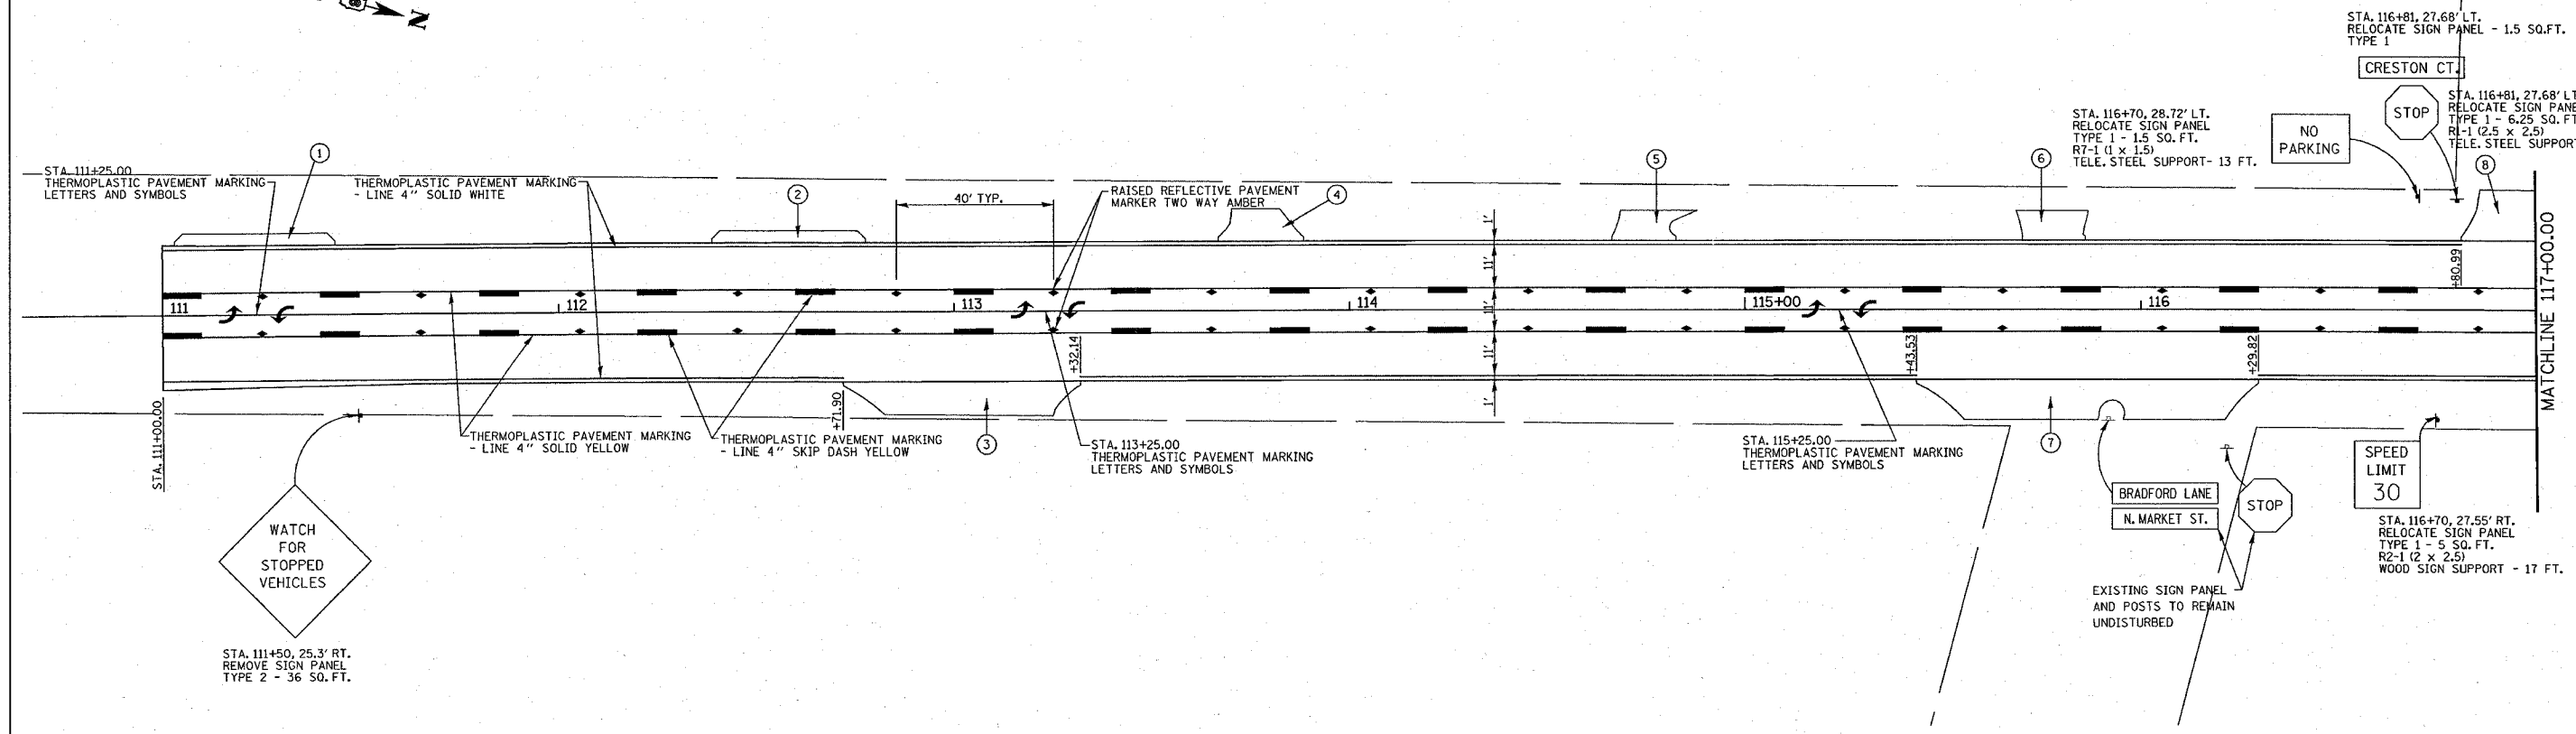 N
STA. 116+81, 27.68' LT.
RELOCATE SIGN PANEL - 1.5 SQ.FT.
TYPE 1
CRESTON CT.
STOP
STA. 116+81, 27.68' LT
RELOCATE SIGN PANE
TYPE 1 - 6.25 SQ. FT
R1-1 (2.5 x 2.5)
TELE. STEEL SUPPORT
NO
PARKING
STA. 116+70, 28.72' LT.
RELOCATE SIGN PANEL
TYPE 1 - 1.5 SQ. FT.
R7-1 (1 x 1.5)
TELE. STEEL SUPPORT- 13 FT.
1
2
4
5
6
8
STA. 111+25.00
THERMOPLASTIC PAVEMENT MARKING
LETTERS AND SYMBOLS
THERMOPLASTIC PAVEMENT MARKING
- LINE 4" SOLID WHITE
40' TYP.
RAISED REFLECTIVE PAVEMENT
MARKER TWO WAY AMBER
1'
11'
11'
11'
1'
+80.99
MATCHLINE 117+00.00
111
112
113
114
115+00
116
+32.14
+43.53
+29.82
STA. 111+00.00
+71.90
THERMOPLASTIC PAVEMENT MARKING
- LINE 4" SOLID YELLOW
THERMOPLASTIC PAVEMENT MARKING
- LINE 4" SKIP DASH YELLOW
3
STA. 113+25.00
THERMOPLASTIC PAVEMENT MARKING
LETTERS AND SYMBOLS
STA. 115+25.00
THERMOPLASTIC PAVEMENT MARKING
LETTERS AND SYMBOLS
7
BRADFORD LANE
N. MARKET ST.
STOP
SPEED
LIMIT
30
STA. 116+70, 27.55' RT.
RELOCATE SIGN PANEL
TYPE 1 - 5 SQ. FT.
R2-1 (2 x 2.5)
WOOD SIGN SUPPORT - 17 FT.
EXISTING SIGN PANEL
AND POSTS TO REMAIN
UNDISTURBED
WATCH
FOR
STOPPED
VEHICLES
STA. 111+50, 25.3' RT.
REMOVE SIGN PANEL
TYPE 2 - 36 SQ. FT.